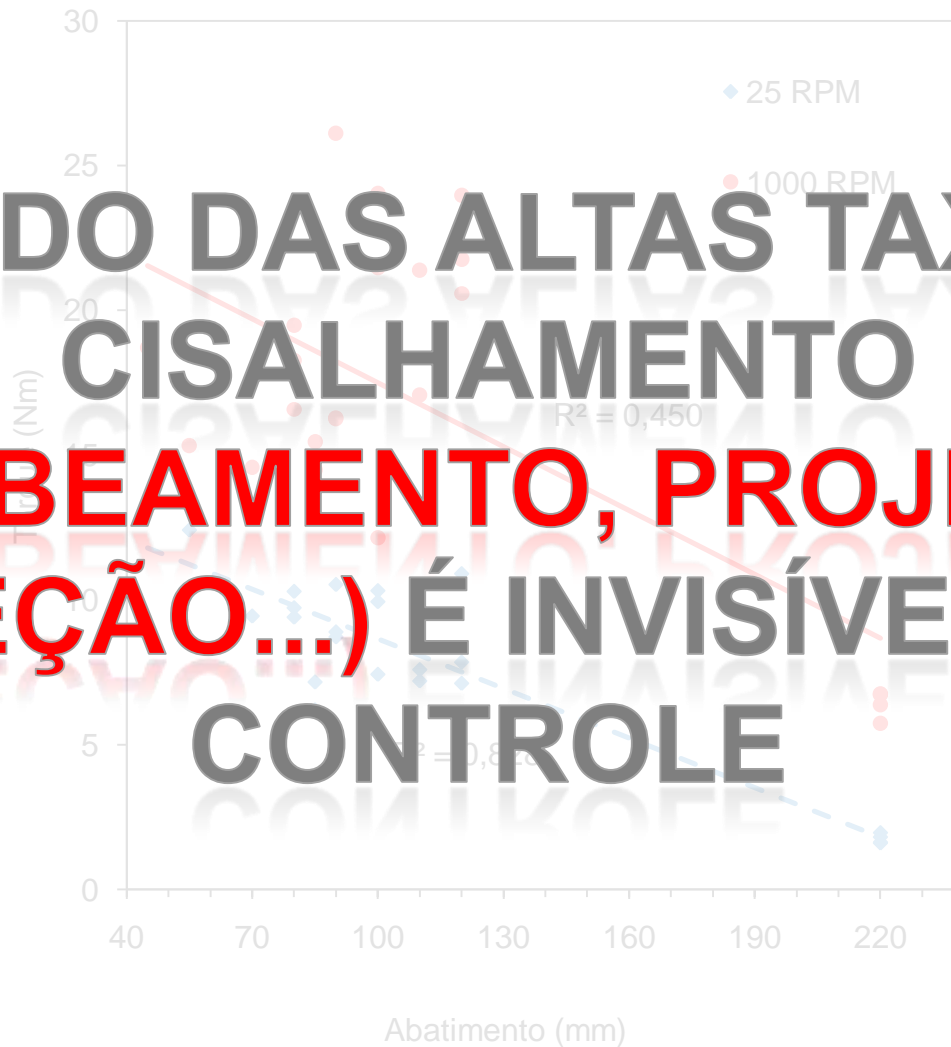 30
25 RPM
25
1000 RPM
DO DAS ALTAS TAX
20
CISALHAMENTO
(Nm)
R² = 0,450
BEAMENTO, PROJ
EÇÃO...) É INVISÍVE
10
CONTROLE
5
0
40 70 100 130 160 190 220
Abatimento (mm)